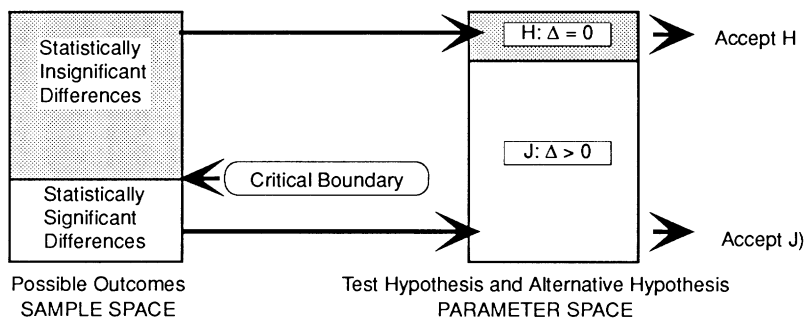 Statistically
Insignificant
Differences
H: Δ = 0
Accept H
J: Δ > 0
Critical Boundary
Statistically
Significant
Differences
Accept J)
Possible Outcomes
SAMPLE SPACE
Test Hypothesis and Alternative Hypothesis
PARAMETER SPACE